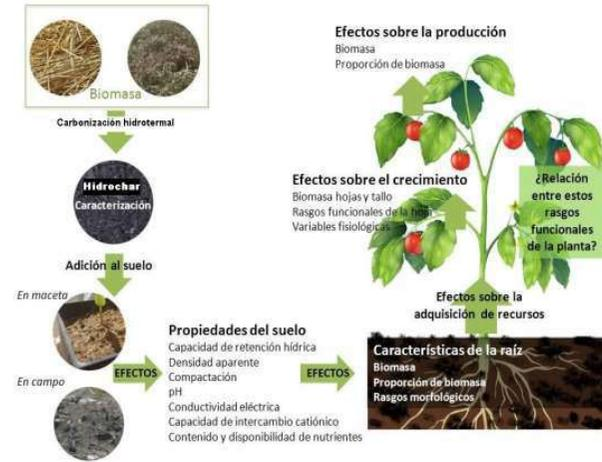 Biomasa
Carbonización hidrotermal
Hidrochar
Caracterización
Adición al suelo
En maceta
En campo
EFECTOS
Propiedades del suelo
Capacidad de retención hídrica
Densidad aparente
Compactación
pH
Conductividad eléctrica
Capacidad de intercambio catiónico
Contenido y disponibilidad de nutrientes
EFECTOS
Características de la raíz
Biomasa
Proporción de biomasa
Rasgos morfológicos
Efectos sobre la
adquisición de recursos
Efectos sobre el crecimiento
Biomasa hojas y tallo
Rasgos funcionales de la hoja
Variables fisiológicas
Efectos sobre la producción
Biomasa
Proporción de biomasa
¿Relación
entre estos
rasgos
funcionales
de la planta?